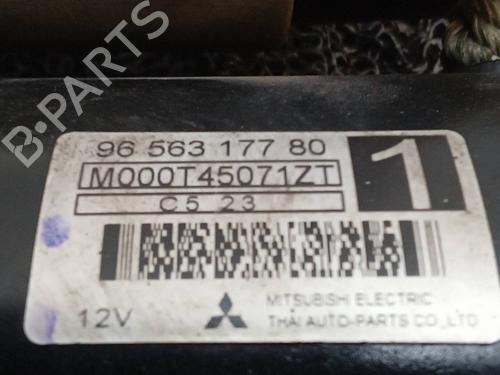 B-PARTS
96 563 177 80
M000T45071ZT
1
C5 23
12V
MITSUBISHI ELECTRIC
THAI AUTO-PARTS CO.,LTD